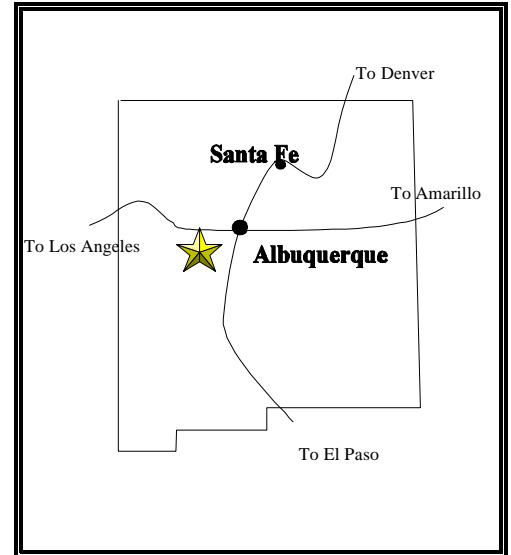 To Denver
Santa Fe
To Amarillo
To Los Angeles
Albuquerque
To El Paso